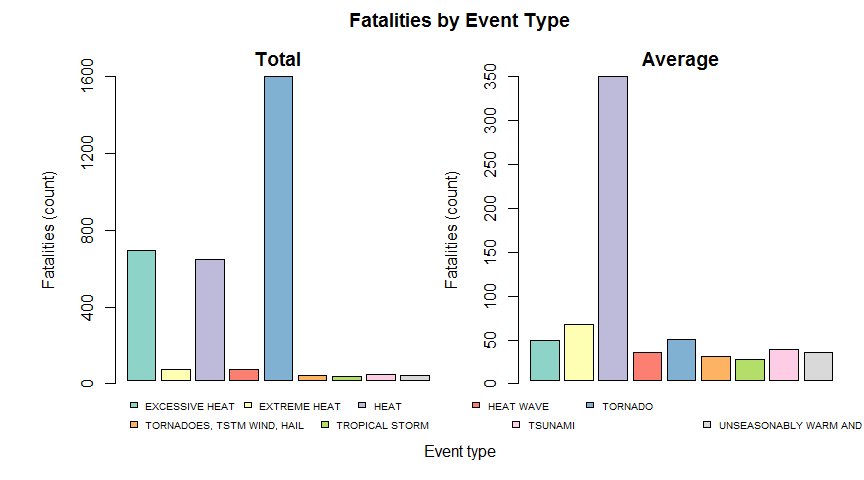 Fatalities by Event Type
Total
Average
Fatalities (count)
1600
1200
800
400
0
Fatalities (count)
350
300
250
200
150
100
50
0
EXCESSIVE HEAT EXTREME HEAT HEAT HEAT WAVE TORNADO
TORNADOES, TSTM WIND, HAIL TROPICAL STORM TSUNAMI UNSEASONABLY WARM AND
Event type